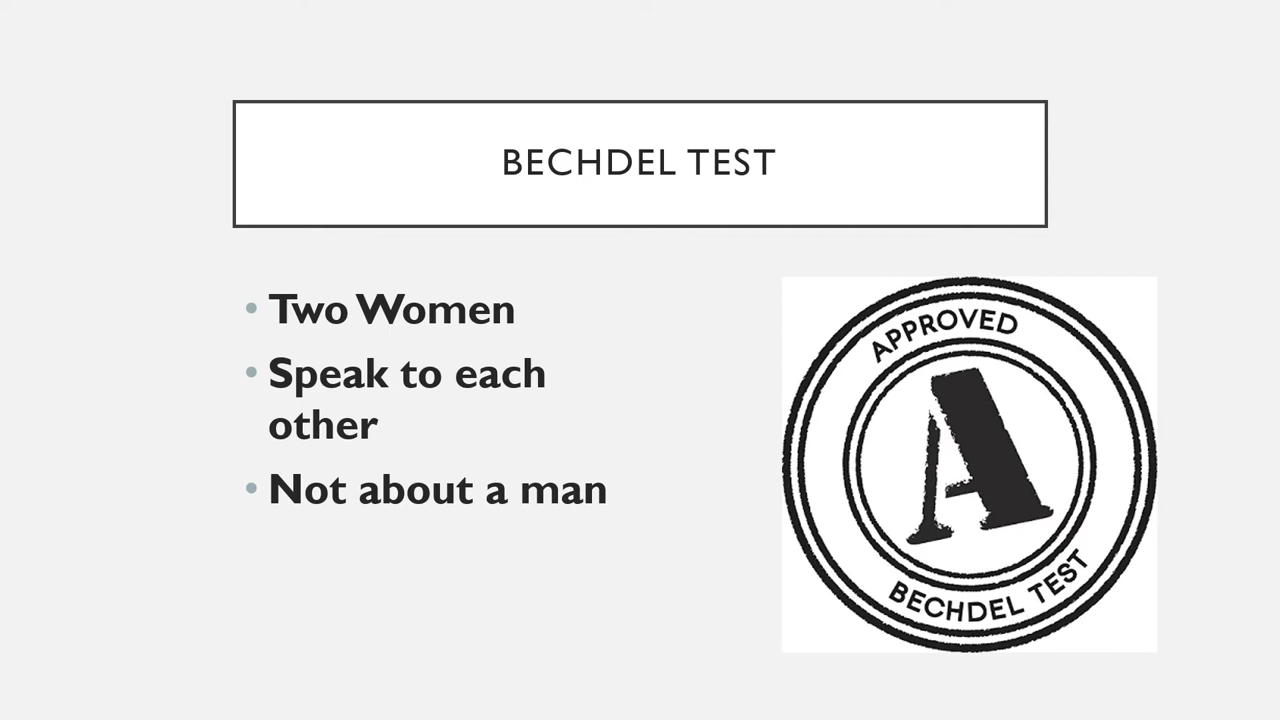 BECHDEL TEST
Two Women
Speak to each
other
Not about a man
APPROVED
A
BECHDEL TEST